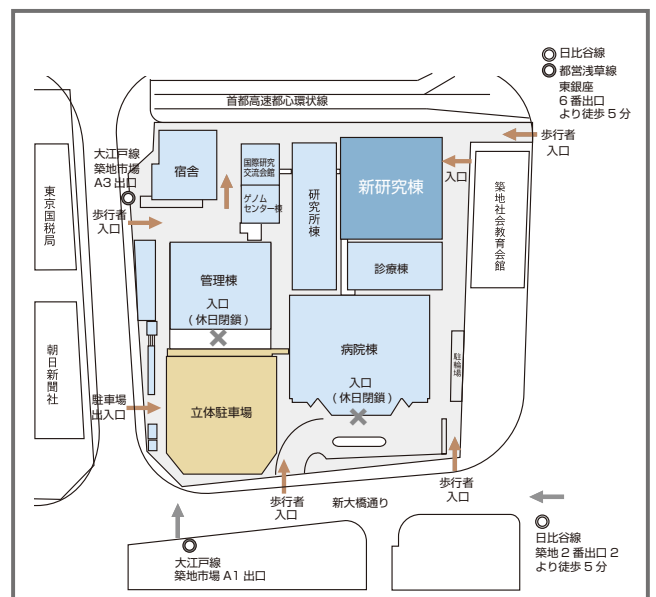 日比谷線
都営浅草線
東銀座
6番出口
より徒歩5分
首都高速都心環状線
歩行者
入口
大江戸線
築地市場
A3出口
宿舎
国際研究
交流会館
ゲノム
センター棟
研究所棟
新研究棟
入口
築地社会教育会館
東京国税局
歩行者
入口
診療棟
管理棟
入口
(休日閉鎖)
病院棟
入口
(休日閉鎖)
朝日新聞社
駐輪場
駐車場
出入口
立体駐車場
歩行者
入口
新大橋通り
歩行者
入口
大江戸線
築地市場 A1 出口
日比谷線
築地2番出口2
より徒歩5分